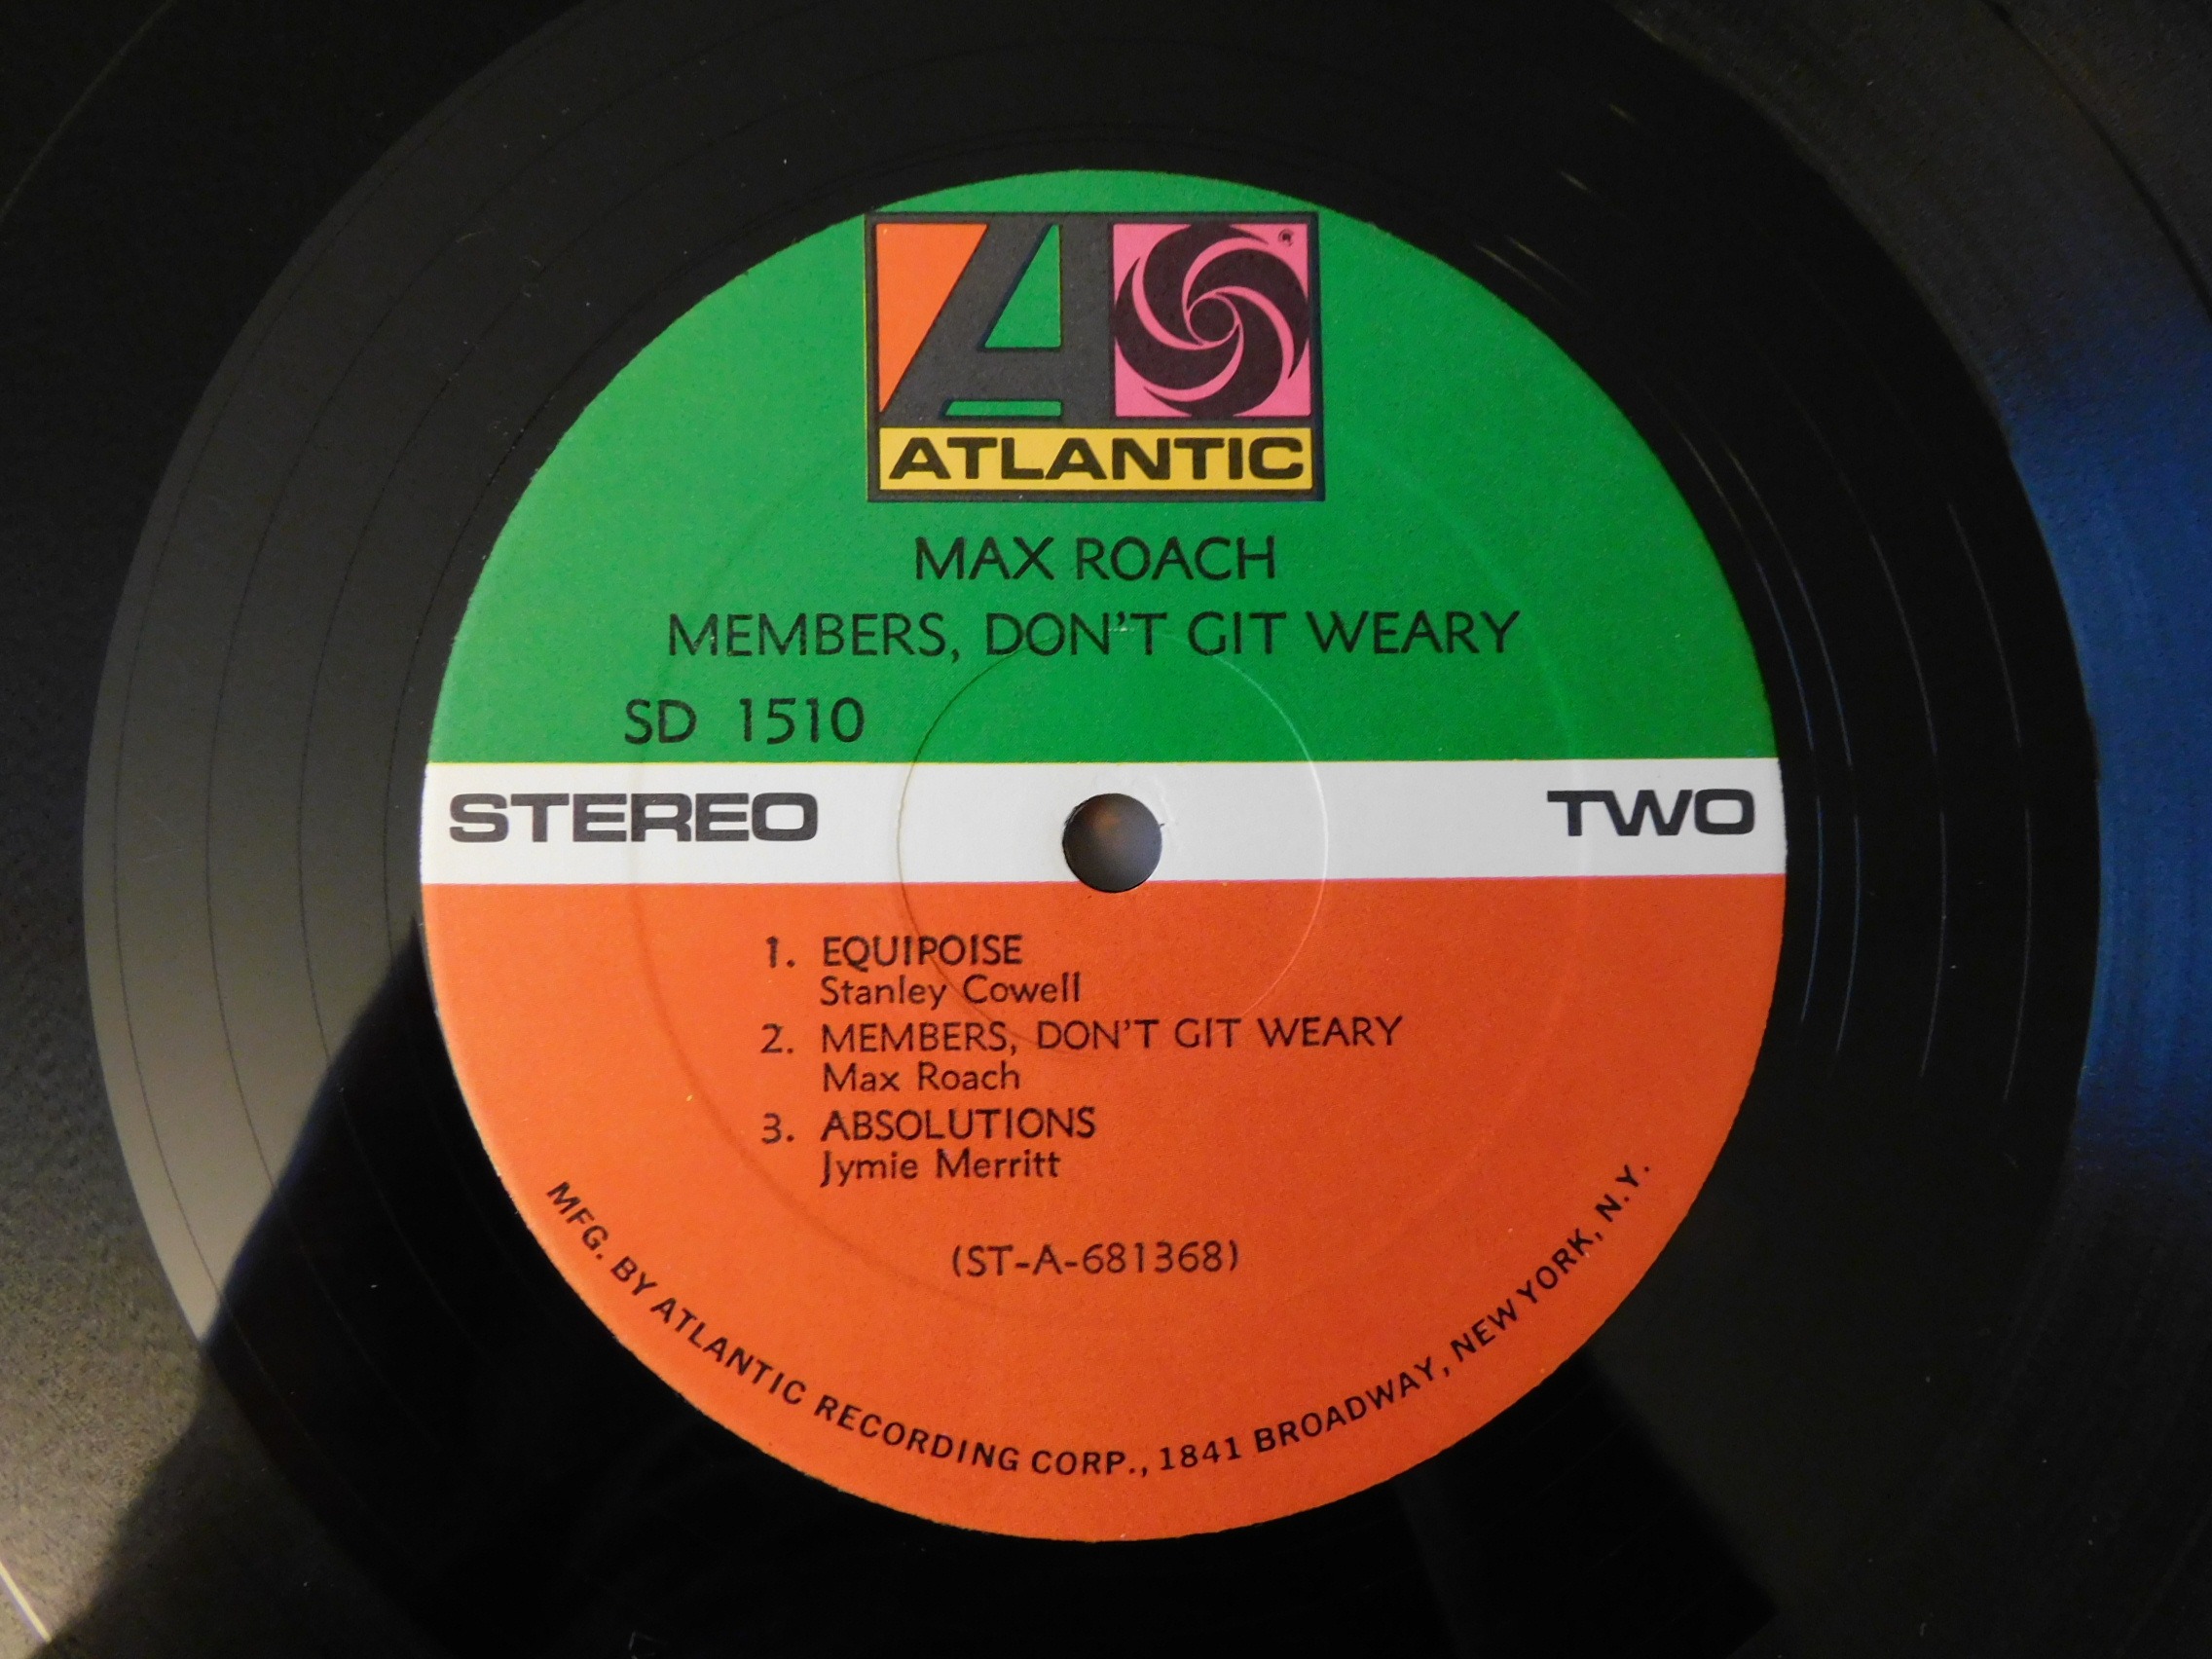 ATLANTIC
MAX ROACH
MEMBERS, DON'T GIT WEARY
SD 1510
STEREO
TWO
1. EQUIPOISE
Stanley Cowell
2. MEMBERS, DON'T GIT WEARY
Max Roach
3. ABSOLUTIONS
Jymie Merritt
(ST-A-681368)
MFG. BY ATLANTIC RECORDING CORP., 1841 BROADWAY, NEW YORK, N.Y.